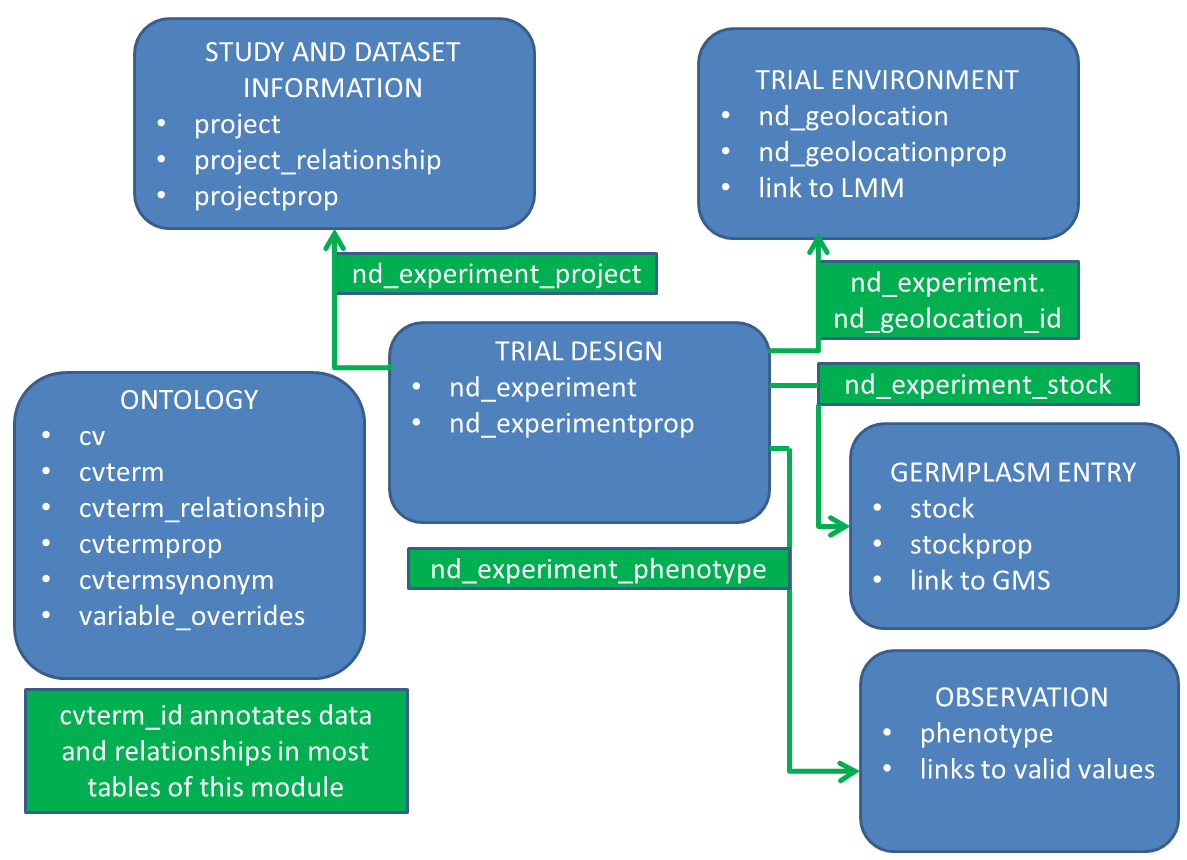 STUDY AND DATASET
INFORMATION
• project
• project_relationship
• projectprop
TRIAL ENVIRONMENT
• nd_geolocation
• nd_geolocationprop
• link to LMM
nd_experiment_project
nd_experiment.
nd_geolocation_id
TRIAL DESIGN
• nd_experiment
• nd_experimentprop
nd_experiment_stock
ONTOLOGY
• cv
• cvterm
• cvterm_relationship
• cvtermprop
• cvtermsynonym
• variable_overrides
GERMPLASM ENTRY
• stock
• stockprop
• link to GMS
nd_experiment_phenotype
OBSERVATION
• phenotype
• links to valid values
cvterm_id annotates data
and relationships in most
tables of this module